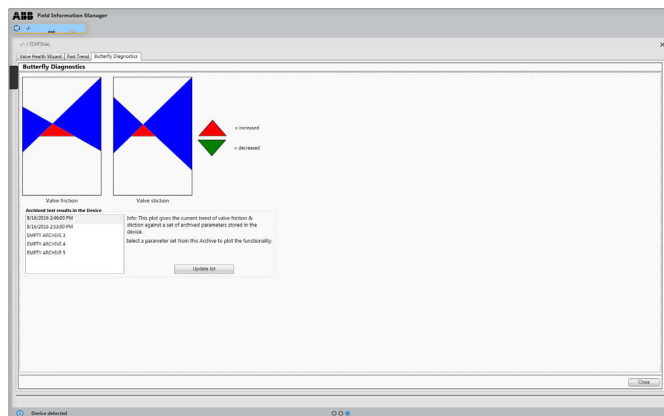 ABB Field Information Manager
-/- / EDPFINAL
Valve Health Wizard Fast Trend Butterfly Diagnostics
Butterfly Diagnostics
= increased
= decreased
Valve friction Valve stiction
Archived test results in the Device
8/16/2016 2:46:00 PM
8/16/2016 2:53:00 PM
EMPTY ARCHIVE 3
EMPTY ARCHIVE 4
EMPTY ARCHIVE 5
Info: This plot gives the current trend of valve friction &
stiction against a set of archived parameters stored in the
device.
Select a parameter set from this Archive to plot the functionality.
Update list
Close
Device detected